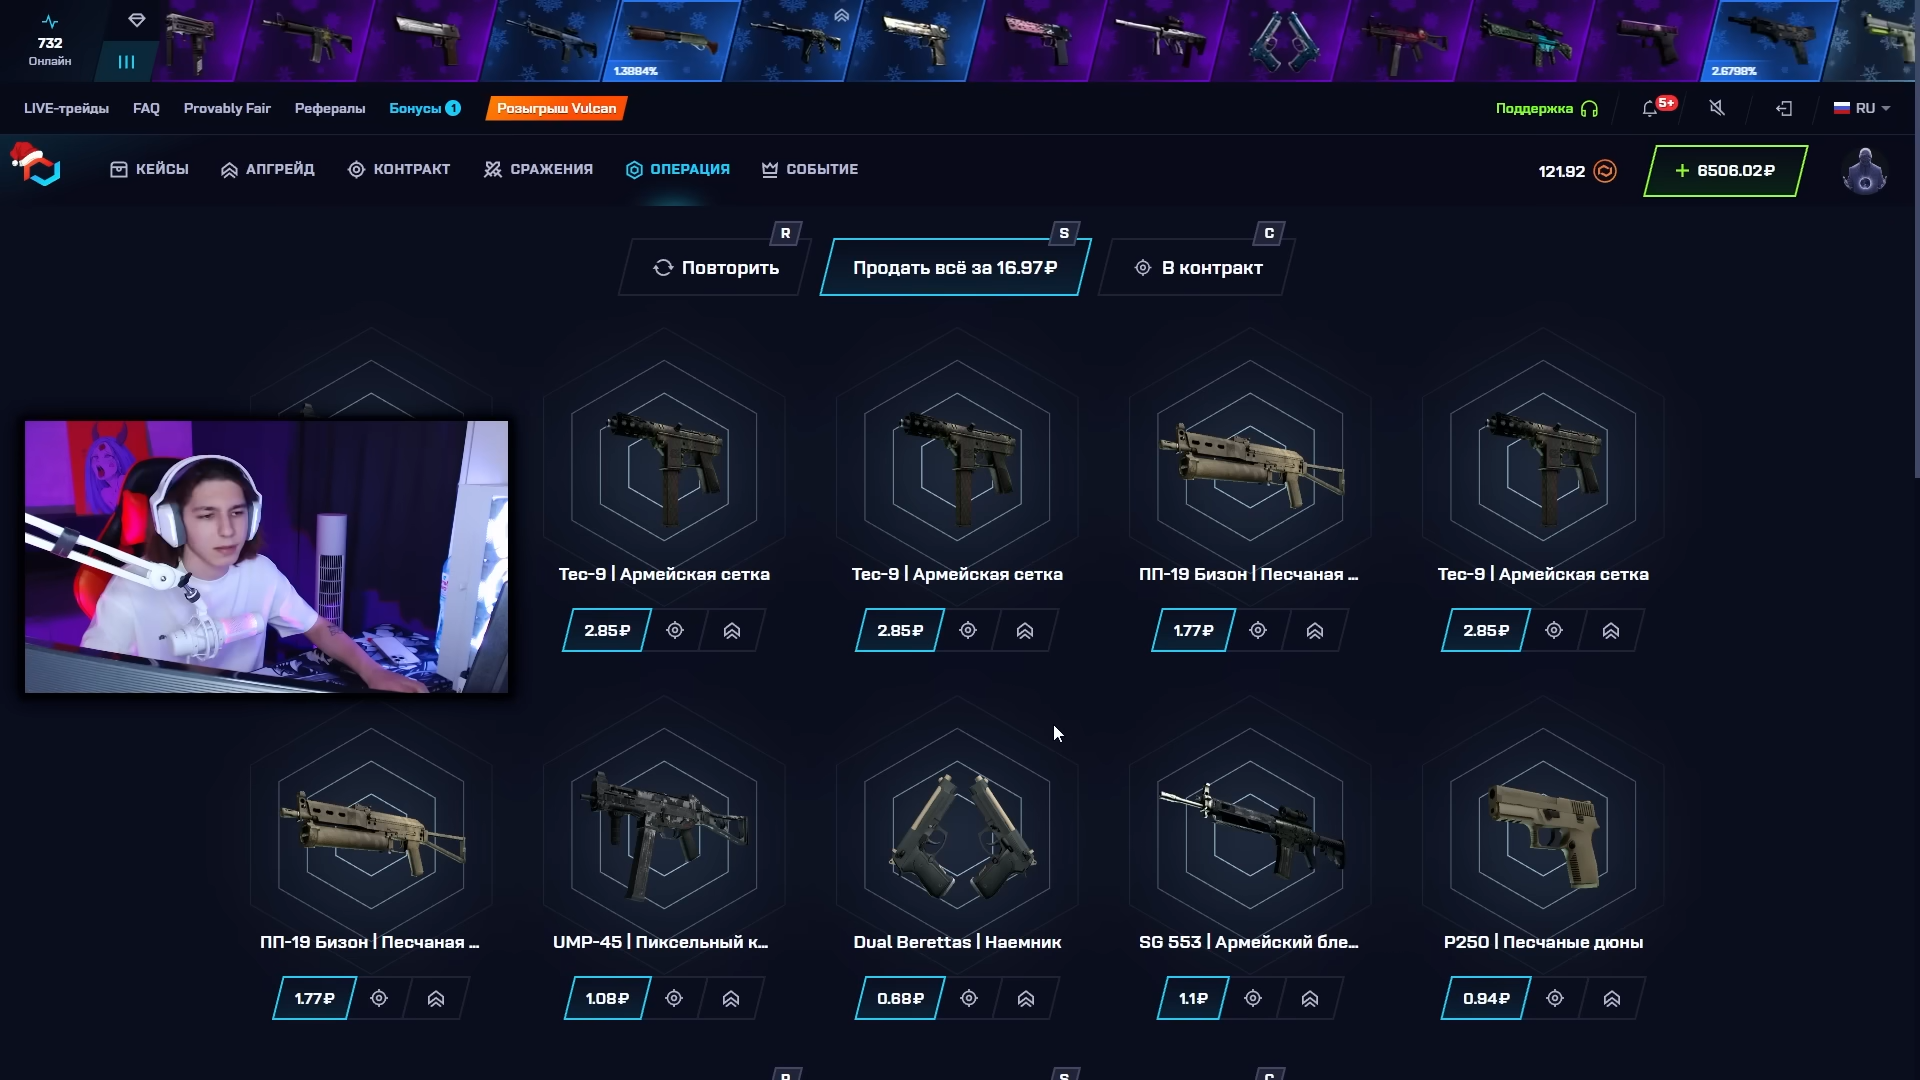 732
Онлайн
1.3884%
2.6798%
LIVE-трейды
FAQ
Provably Fair
Рефералы
Бонусы 1
Розыгрыш Vulcan
Поддержка
5+
RU
КЕЙСЫ
АПГРЕЙД
КОНТРАКТ
СРАЖЕНИЯ
ОПЕРАЦИЯ
СОБЫТИЕ
121.92
+ 6506.02₽
R
S
C
Повторить
Продать всё за 16.97₽
В контракт
Tec-9 | Армейская сетка
Tec-9 | Армейская сетка
ПП-19 Бизон | Песчаная ...
Tec-9 | Армейская сетка
2.85₽
2.85₽
1.77₽
2.85₽
ПП-19 Бизон | Песчаная ...
UMP-45 | Пиксельный к...
Dual Berettas | Наемник
SG 553 | Армейский бле...
P250 | Песчаные дюны
1.77₽
1.08₽
0.68₽
1.1₽
0.94₽
R
S
C